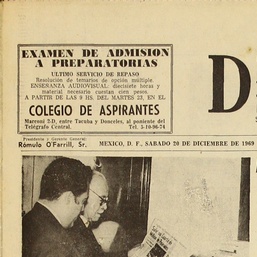 EXAMEN DE ADMISION
A PREPARATORIAS
ULTIMO SERVICIO DE REPASO
Resolución de temarios de opción múltiple.
ENSEÑANZA AUDIOVISUAL: diecisiete horas y
material necesario cuestan cien pesos.
A PARTIR DE LAS 9 HS. DEL MARTES 23, EN EL
COLEGIO DE ASPIRANTES
Marconi 2-D, entre Tacuba y Donceles, al poniente del
Telégrafo Central. Tel. 5-10-96-74
D
Presidente y Gerente General:
Rómulo O'Farrill, Sr.
MEXICO, D. F., SABADO 20 DE DICIEMBRE DE 1969